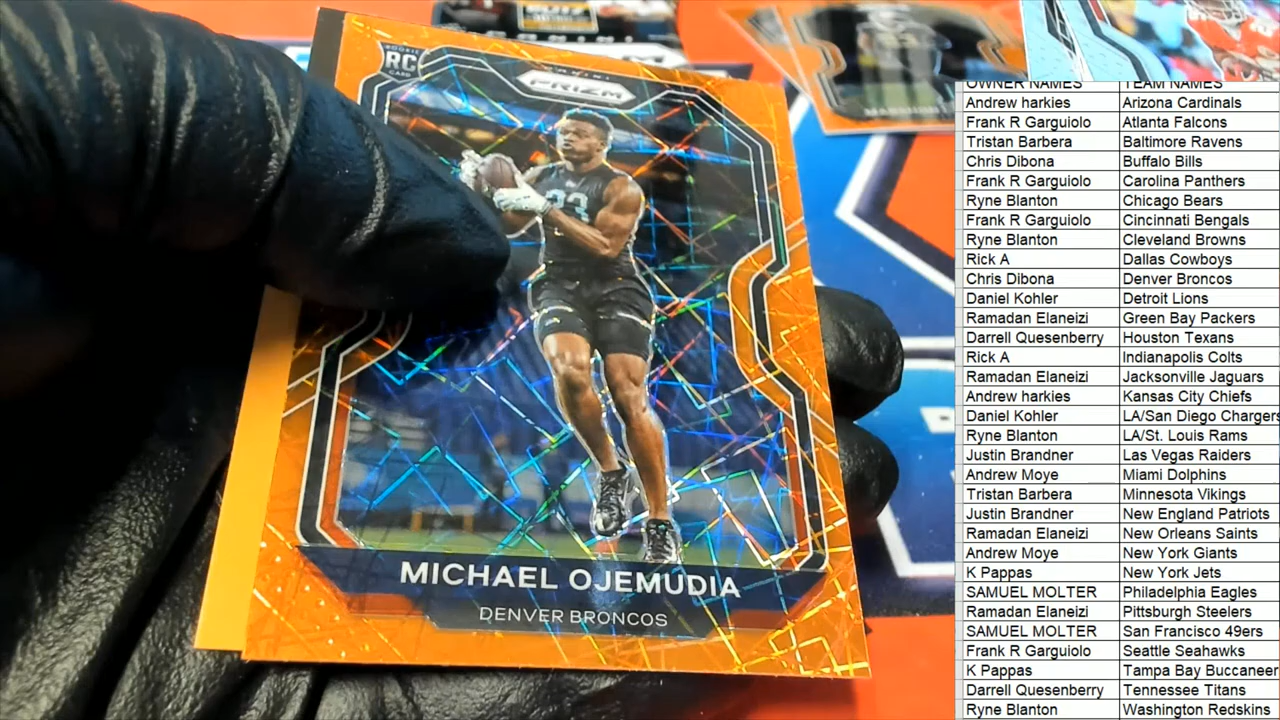 ROOKIE
RC
CARD
PANINI
PRIZM
23
MICHAEL OJEMUDIA
DENVER BRONCOS
OWNER NAMES TEAM NAMES
Andrew harkies Arizona Cardinals
Frank R Garguiolo Atlanta Falcons
Tristan Barbera Baltimore Ravens
Chris Dibona Buffalo Bills
Frank R Garguiolo Carolina Panthers
Ryne Blanton Chicago Bears
Frank R Garguiolo Cincinnati Bengals
Ryne Blanton Cleveland Browns
Rick A Dallas Cowboys
Chris Dibona Denver Broncos
Daniel Kohler Detroit Lions
Ramadan Elaneizi Green Bay Packers
Darrell Quesenberry Houston Texans
Rick A Indianapolis Colts
Ramadan Elaneizi Jacksonville Jaguars
Andrew harkies Kansas City Chiefs
Daniel Kohler LA/San Diego Chargers
Ryne Blanton LA/St. Louis Rams
Justin Brandner Las Vegas Raiders
Andrew Moye Miami Dolphins
Tristan Barbera Minnesota Vikings
Justin Brandner New England Patriots
Ramadan Elaneizi New Orleans Saints
Andrew Moye New York Giants
K Pappas New York Jets
SAMUEL MOLTER Philadelphia Eagles
Ramadan Elaneizi Pittsburgh Steelers
SAMUEL MOLTER San Francisco 49ers
Frank R Garguiolo Seattle Seahawks
K Pappas Tampa Bay Buccaneer
Darrell Quesenberry Tennessee Titans
Ryne Blanton Washington Redskins